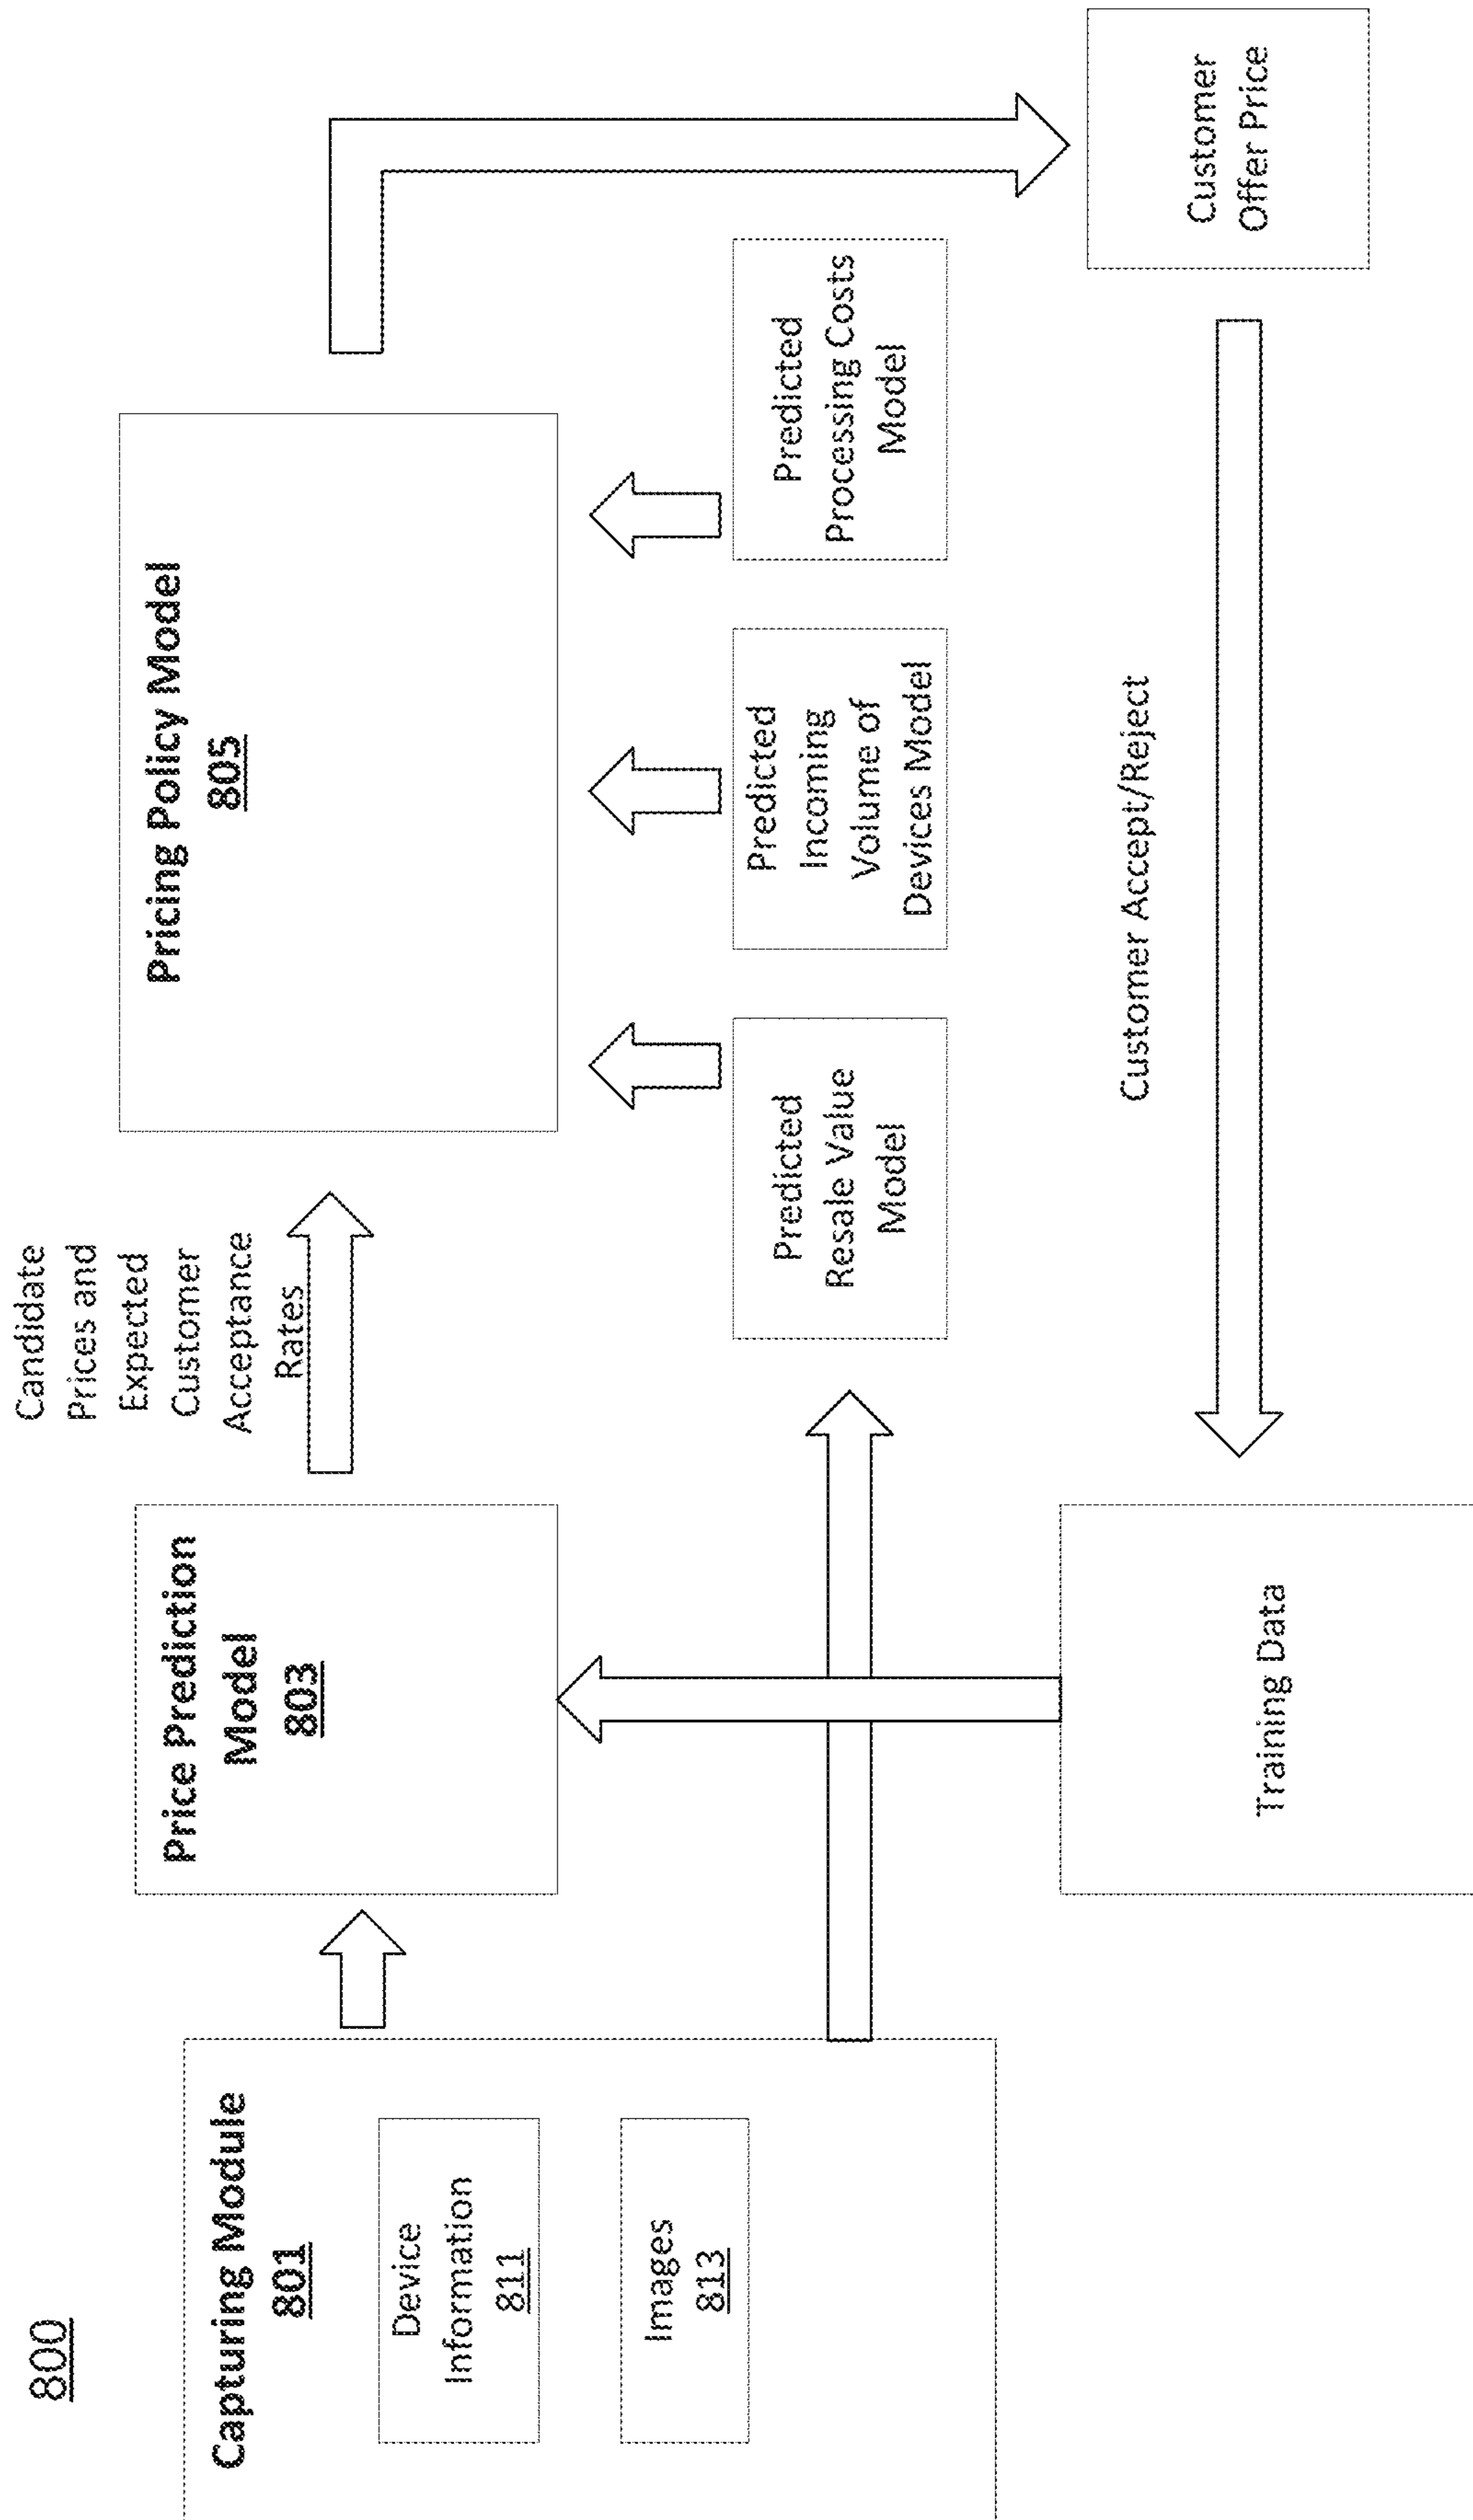 800
Capturing Module
801
Device
Information
811
Images
813
Price Prediction
Model
803
Candidate
Prices and
Expected
Customer
Acceptance
Rates
Pricing Policy Model
805
Predicted
Resale Value
Model
Predicted
Incoming
Volume of
Devices Model
Predicted
Processing Costs
Model
Training Data
Customer Accept/Reject
Customer
Offer Price